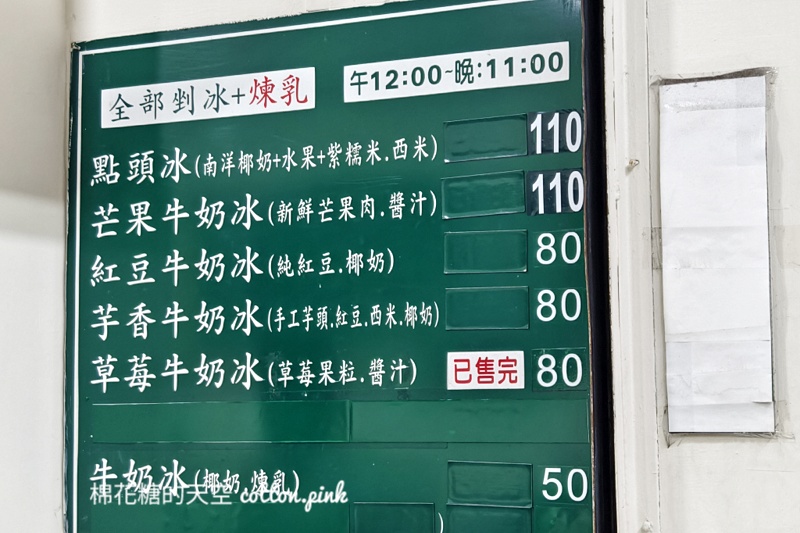 全部剉冰+煉乳
午12:00~晚:11:00
點頭冰(南洋椰奶+水果+紫糯米.西米) 110
芒果牛奶冰(新鮮芒果肉.醬汁) 110
紅豆牛奶冰(純紅豆.椰奶) 80
芋香牛奶冰(手工芋頭.紅豆.西米.椰奶) 80
草莓牛奶冰(草莓果粒.醬汁) 已售完 80
牛奶冰(椰奶.煉乳) 50
棉花糖的天空 cotton.pink
)